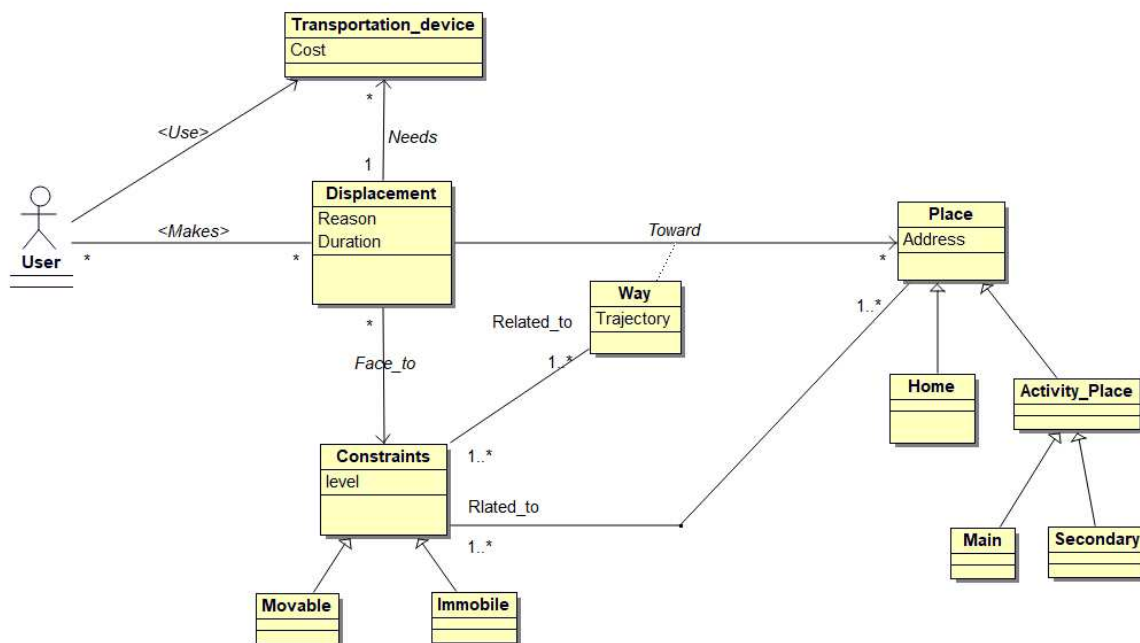 Transportation_device
Cost
<Use>
*
Needs
1
Displacement
Reason
Duration
User
*
<Makes>
*
Toward
*
Place
Address
Way
Trajectory
1..*
*
Face_to
Related_to
1..*
Home
Activity_Place
Constraints
level
1..*
Rlated_to
1..*
Main
Secondary
Movable
Immobile